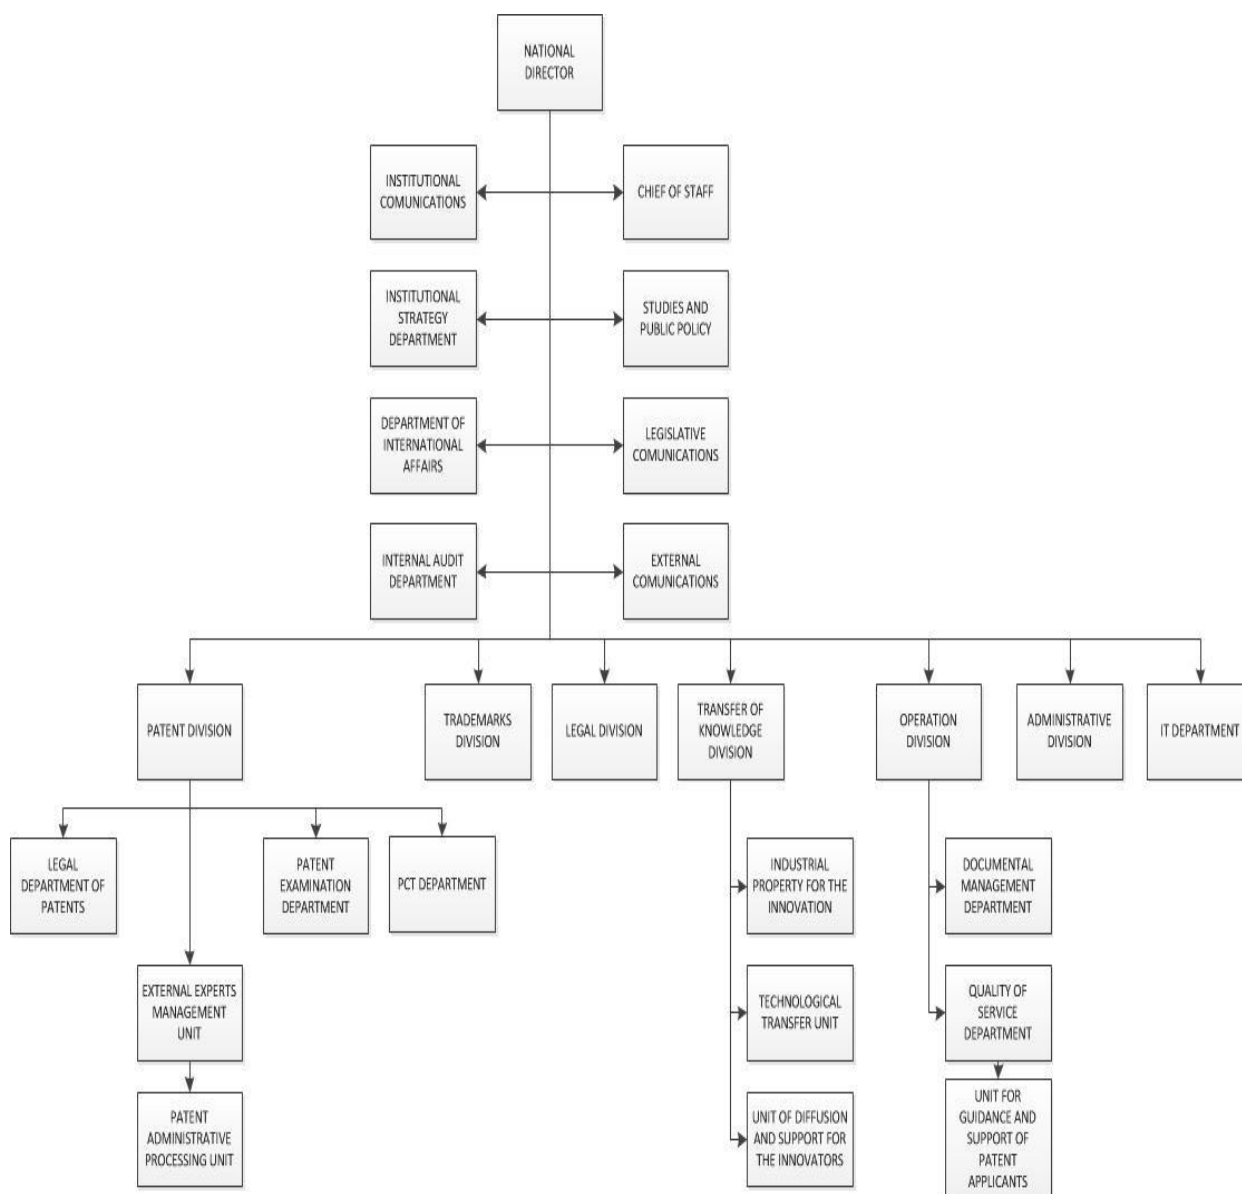 NATIONAL
DIRECTOR
INSTITUTIONAL
COMUNICATIONS
CHIEF OF STAFF
INSTITUTIONAL
STRATEGY
DEPARTMENT
STUDIES AND
PUBLIC POLICY
DEPARTMENT OF
INTERNATIONAL
AFFAIRS
LEGISLATIVE
COMUNICATIONS
INTERNAL AUDIT
DEPARTMENT
EXTERNAL
COMUNICATIONS
PATENT DIVISION
TRADEMARKS
DIVISION
LEGAL DIVISION
TRANSFER OF
KNOWLEDGE
DIVISION
OPERATION
DIVISION
ADMINISTRATIVE
DIVISION
IT DEPARTMENT
LEGAL
DEPARTMENT OF
PATENTS
PATENT
EXAMINATION
DEPARTMENT
PCT DEPARTMENT
INDUSTRIAL
PROPERTY FOR THE
INNOVATION
DOCUMENTAL
MANAGEMENT
DEPARTMENT
EXTERNAL EXPERTS
MANAGEMENT
UNIT
TECHNOLOGICAL
TRANSFER UNIT
QUALITY OF
SERVICE
DEPARTMENT
PATENT
ADMINISTRATIVE
PROCESSING UNIT
UNIT OF DIFFUSION
AND SUPPORT FOR
THE INNOVATORS
UNIT FOR
GUIDANCE AND
SUPPORT OF
PATENT
APPLICANTS